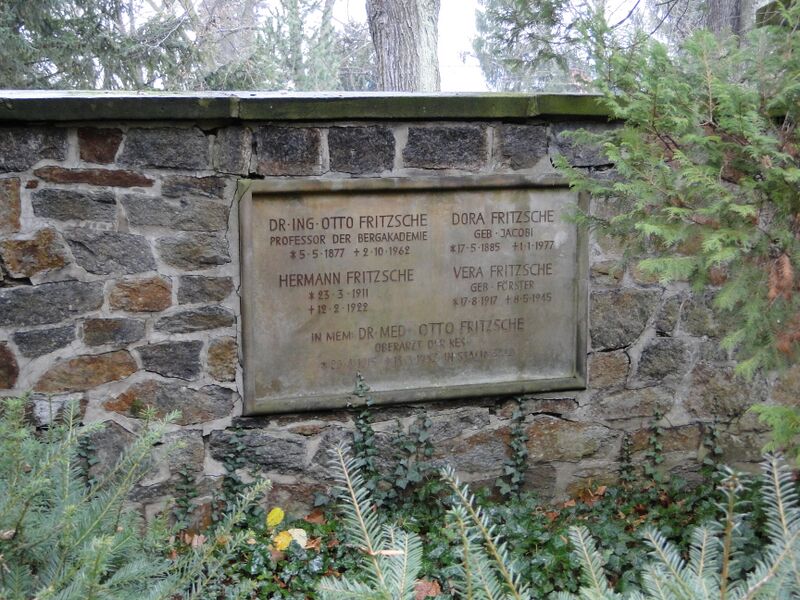 DR·ING·OTTO FRITZSCHE
PROFESSOR DER BERGAKADEMIE
*5·5·1877 +2·10·1962
HERMANN FRITZSCHE
*23·3·1911
+12·2·1922
DORA FRITZSCHE
GEB·JACOBI
*17·5·1885 +1·1·1977
VERA FRITZSCHE
GEB·FÖRSTER
*17·8·1917 +8·5·1945
IN MEM· DR·MED· OTTO FRITZSCHE
OBERARZT DER RES·
IN